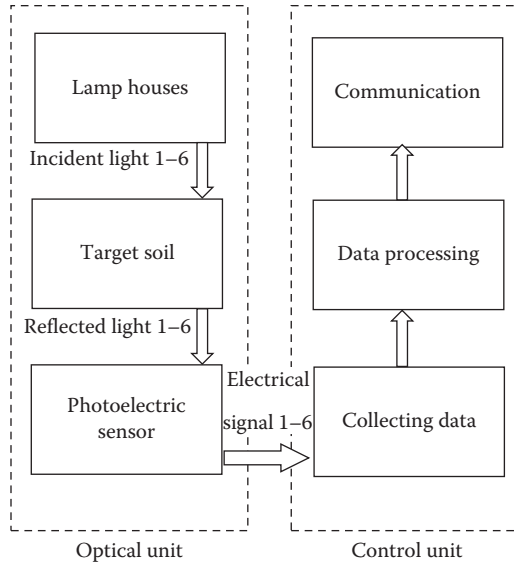 Lamp houses
Incident light 1–6
Target soil
Reflected light 1–6
Photoelectric
sensor
Electrical
signal 1–6
Optical unit
Communication
Data processing
Collecting data
Control unit